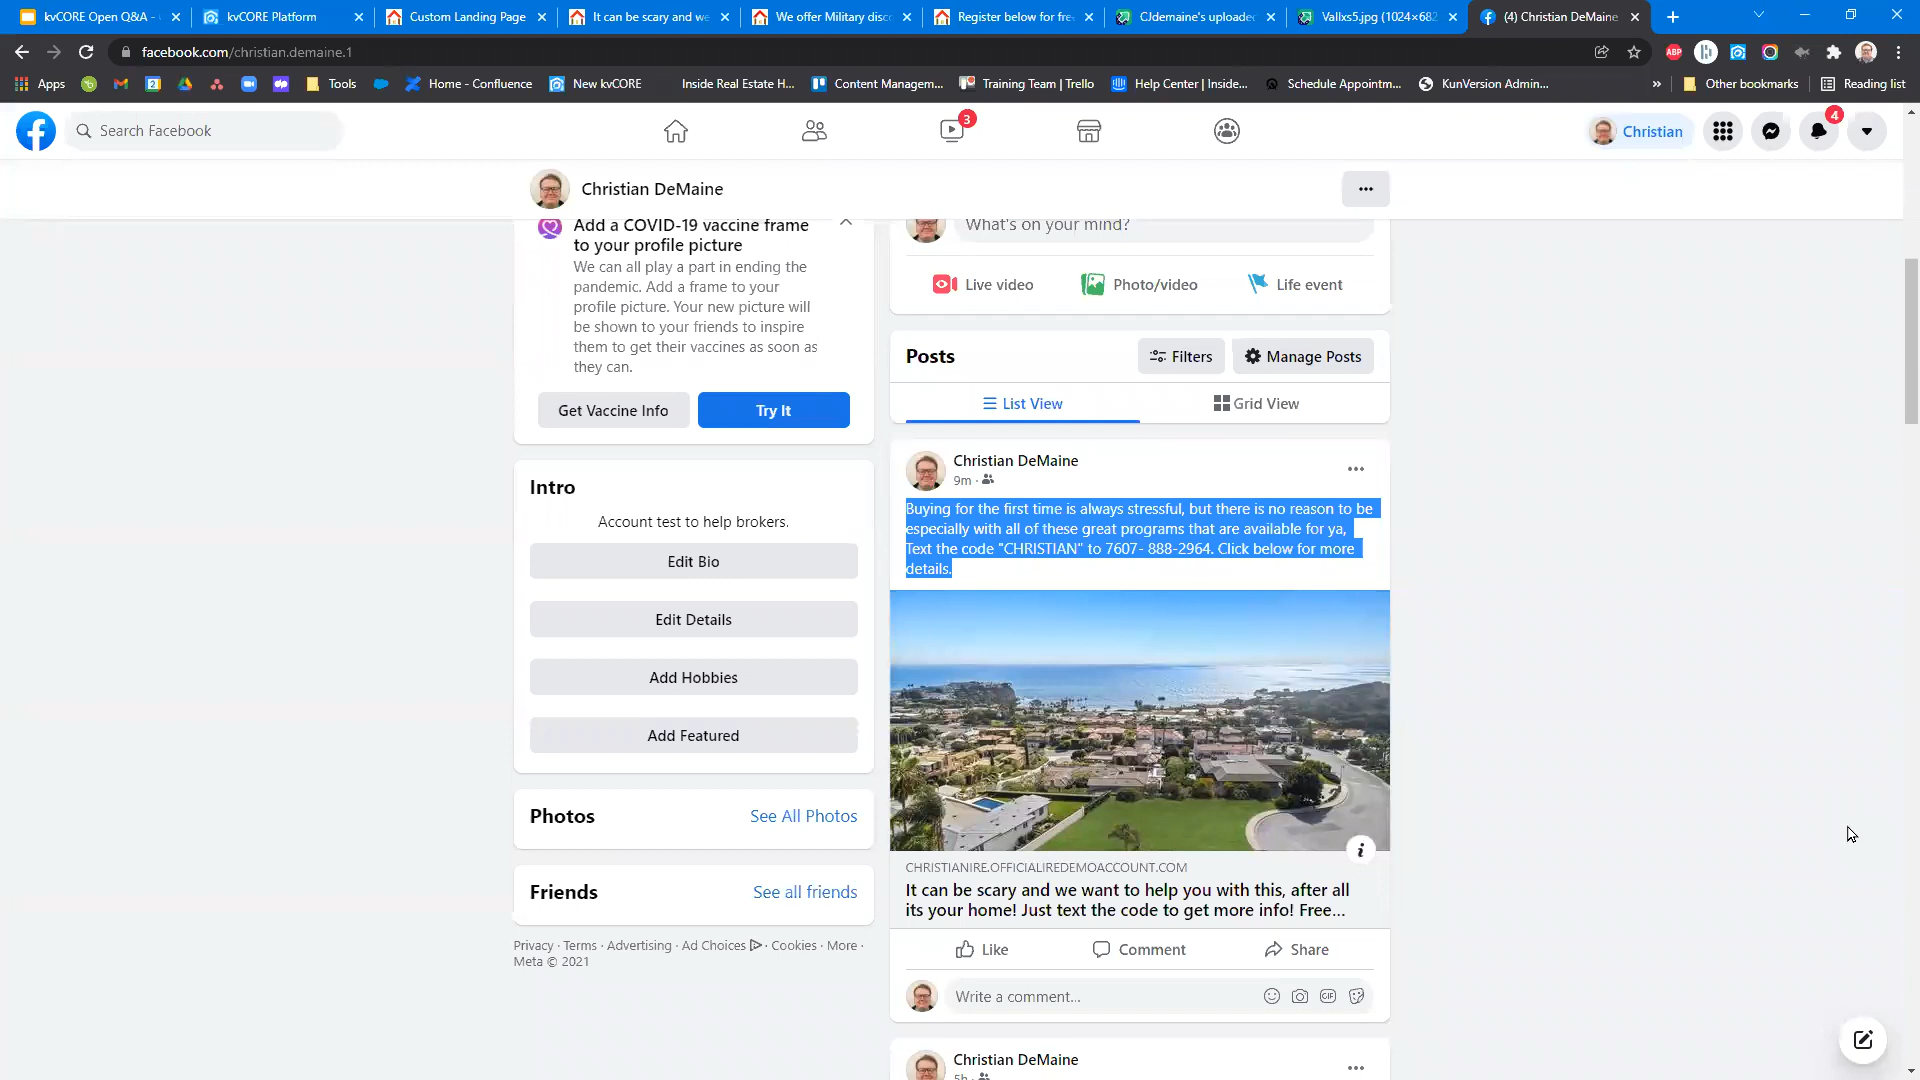 kvCORE Open Q&A -
kvCORE Platform
Custom Landing Page
It can be scary and we
We offer Military disc
Register below for fre
CJdemaine's uploade
Vallxs5.jpg (1024×682
(4) Christian DeMaine
facebook.com/christian.demaine.1
ABP
Apps
Tools
Home - Confluence
New kvCORE
Inside Real Estate H...
Content Managem...
Training Team | Trello
Help Center | Inside...
Schedule Appointm...
KunVersion Admin...
»
Other bookmarks
Reading list
Search Facebook
3
Christian
4
Christian DeMaine
Add a COVID-19 vaccine frame
to your profile picture
We can all play a part in ending the
pandemic. Add a frame to your
profile picture. Your new picture will
be shown to your friends to inspire
them to get their vaccines as soon as
they can.
Get Vaccine Info
Try It
Intro
Account test to help brokers.
Edit Bio
Edit Details
Add Hobbies
Add Featured
Photos
See All Photos
Friends
See all friends
Privacy · Terms · Advertising · Ad Choices · Cookies · More ·
Meta © 2021
What's on your mind?
Live video
Photo/video
Life event
Posts
Filters
Manage Posts
List View
Grid View
Christian DeMaine
9m ·
Buying for the first time is always stressful, but there is no reason to be
especially with all of these great programs that are available for ya,
Text the code "CHRISTIAN" to 7607- 888-2964. Click below for more
details.
CHRISTIANIRE.OFFICIALIREDEMOACCOUNT.COM
It can be scary and we want to help you with this, after all
its your home! Just text the code to get more info! Free...
Like
Comment
Share
Write a comment...
GIF
Christian DeMaine
5h ·